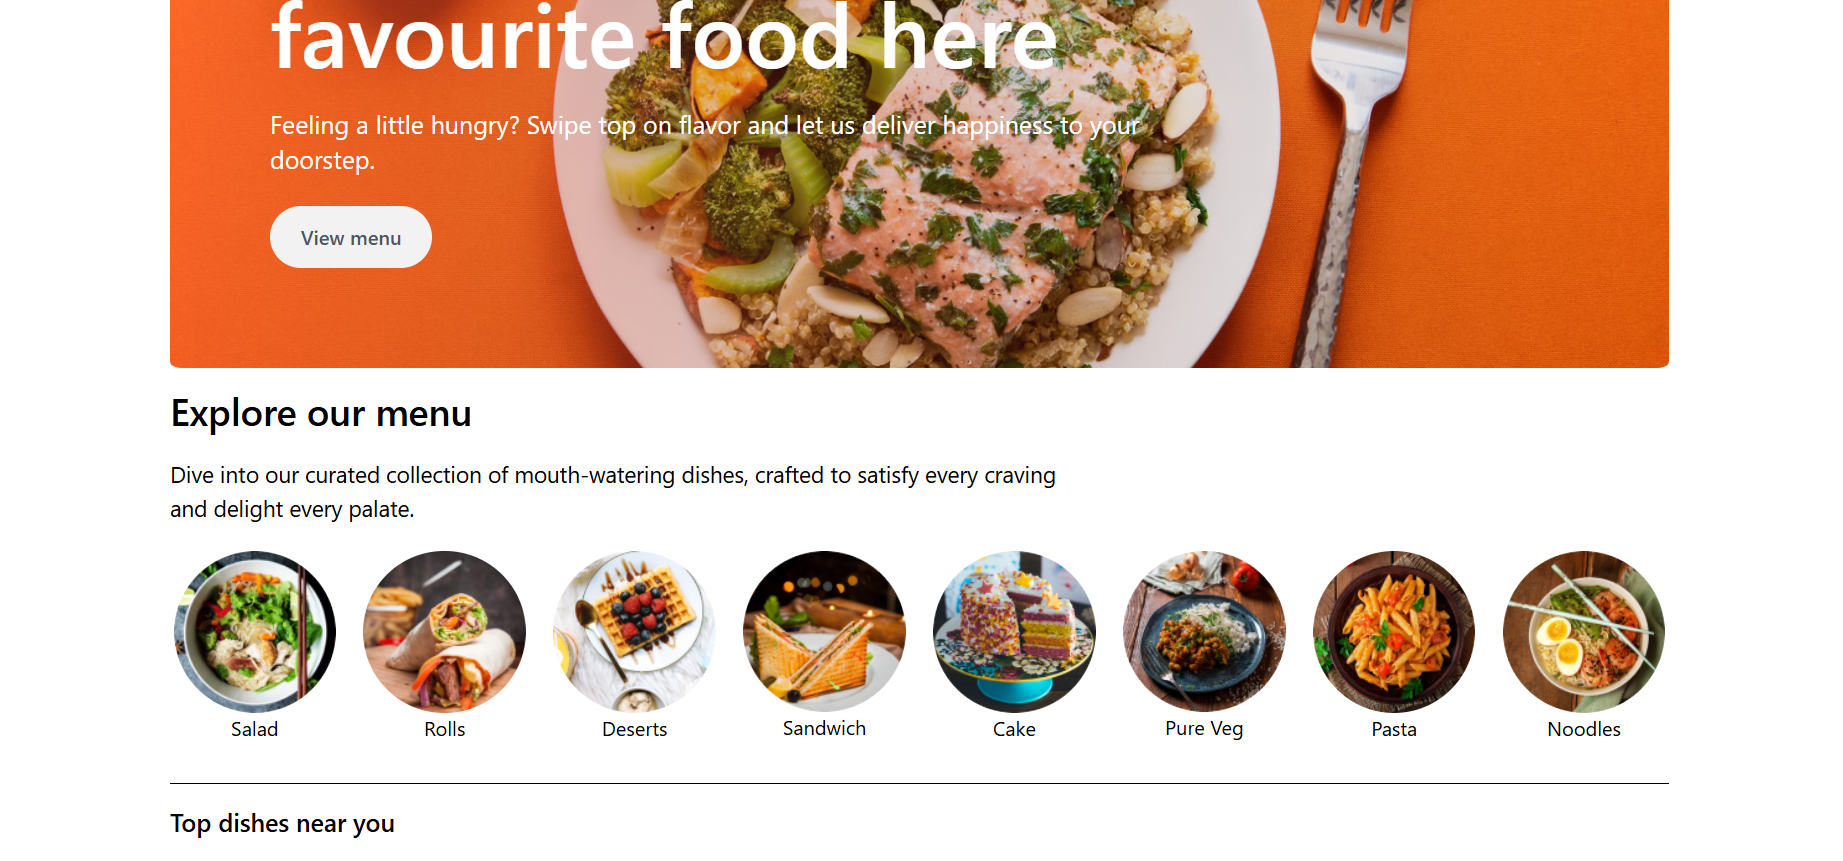 favourite food here
Feeling a little hungry? Swipe top on flavor and let us deliver happiness to your
doorstep.
View menu
Explore our menu
Dive into our curated collection of mouth-watering dishes, crafted to satisfy every craving
and delight every palate.
Salad
Rolls
Deserts
Sandwich
Cake
Pure Veg
Pasta
Noodles
Top dishes near you